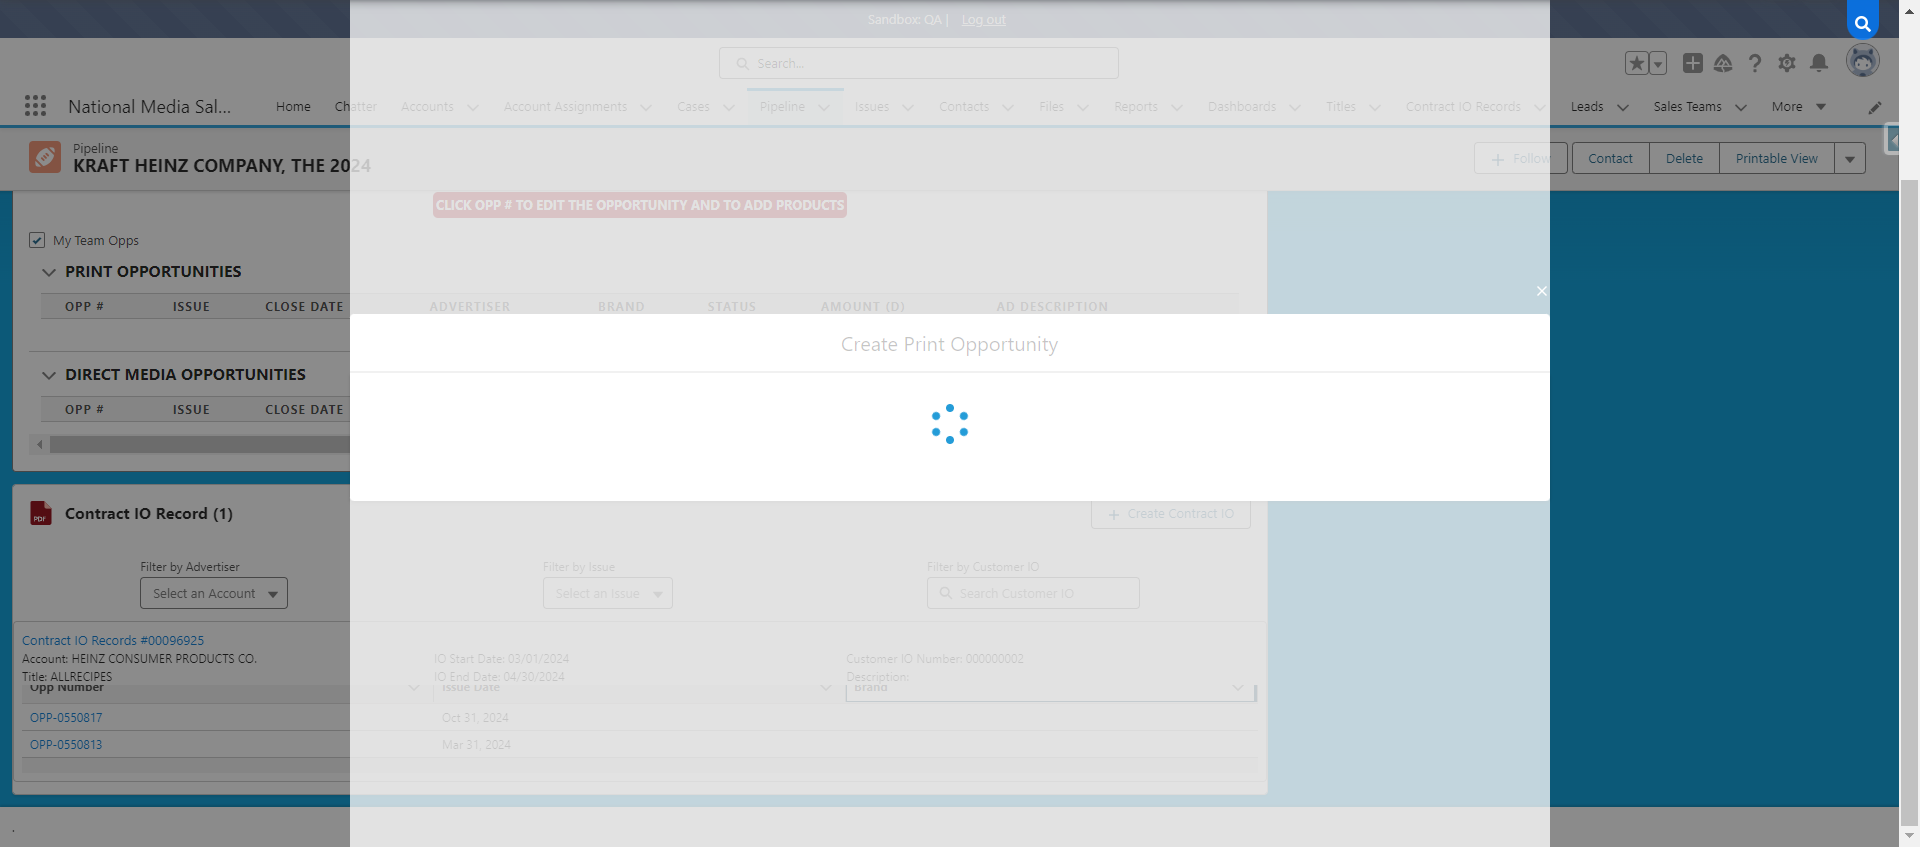 Sandbox: QA | Log out
Search...
National Media Sal... Home Chatter Accounts Account Assignments Cases Pipeline Issues Contacts Files Reports Dashboards Titles Contract IO Records Leads Sales Teams More
Pipeline
KRAFT HEINZ COMPANY, THE 2024
+ Follow Contact Delete Printable View
CLICK OPP # TO EDIT THE OPPORTUNITY AND TO ADD PRODUCTS
My Team Opps
PRINT OPPORTUNITIES
OPP # ISSUE CLOSE DATE ADVERTISER BRAND STATUS AMOUNT (D) AD DESCRIPTION
Create Print Opportunity
DIRECT MEDIA OPPORTUNITIES
OPP # ISSUE CLOSE DATE
PDF
Contract IO Record (1)
+ Create Contract IO
Filter by Advertiser Filter by Issue Filter by Customer IO
Select an Account Select an Issue Search Customer IO
Contract IO Records #00096925
Account: HEINZ CONSUMER PRODUCTS CO. IO Start Date: 03/01/2024 Customer IO Number: 000000002
Title: ALLRECIPES IO End Date: 04/30/2024 Description:
Opp Number Issue Date Brand
OPP-0550817 Oct 31, 2024
OPP-0550813 Mar 31, 2024
.